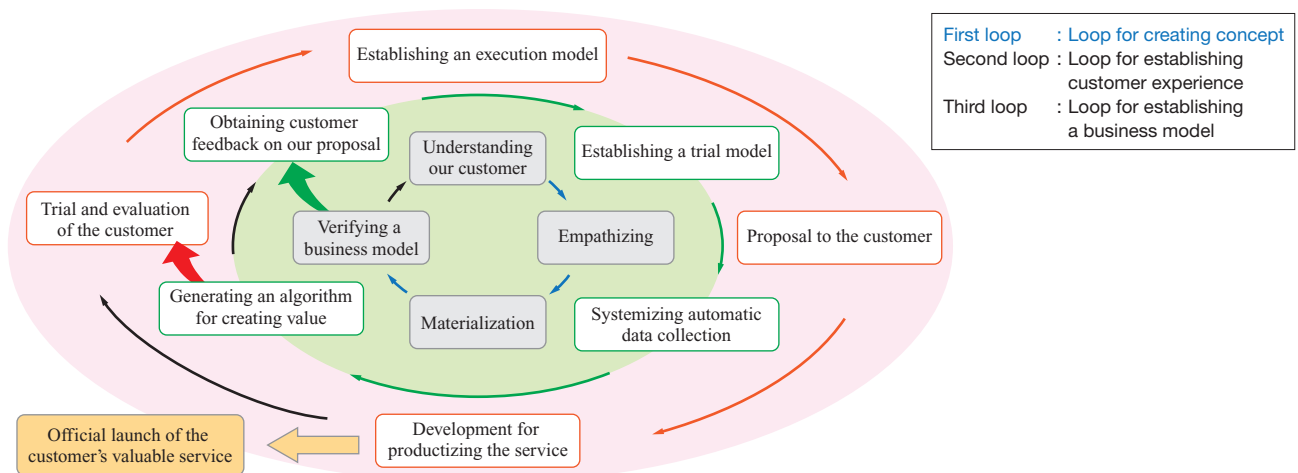 Establishing an execution model
First loop : Loop for creating concept
Second loop : Loop for establishing
customer experience
Third loop : Loop for establishing
a business model
Obtaining customer
feedback on our proposal
Understanding
our customer
Establishing a trial model
Trial and evaluation
of the customer
Verifying a
business model
Empathizing
Proposal to the customer
Generating an algorithm
for creating value
Materialization
Systemizing automatic
data collection
Official launch of the
customer's valuable service
Development for
productizing the service